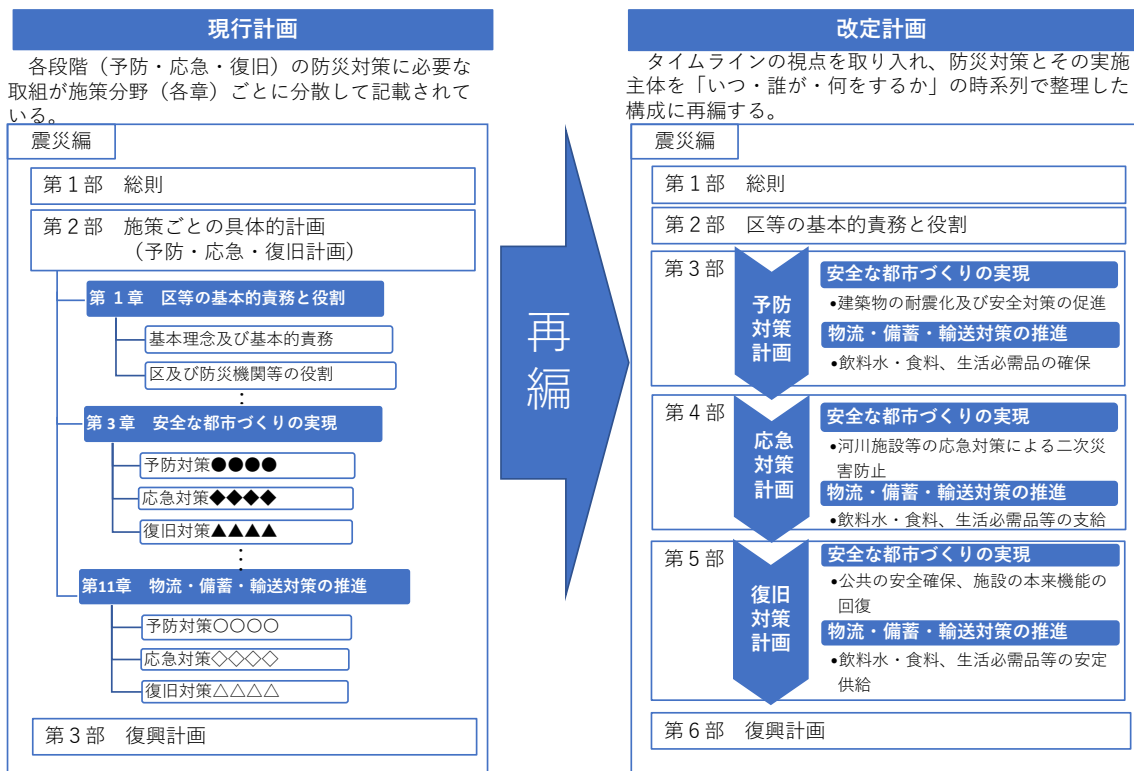 現行計画
各段階（予防・応急・復旧）の防災対策に必要な
取組が施策分野（各章）ごとに分散して記載されて
いる。
震災編
第１部　総則
第２部　施策ごとの具体的計画
（予防・応急・復旧計画）
第 1 章　区等の基本的責務と役割
基本理念及び基本的責務
区及び防災機関等の役割
：
第 3 章　安全な都市づくりの実現
予防対策●●●●
応急対策◆◆◆◆
復旧対策▲▲▲▲
：
第11章　物流・備蓄・輸送対策の推進
予防対策○○○○
応急対策◇◇◇◇
復旧対策△△△△
第３部　復興計画
再
編
改定計画
タイムラインの視点を取り入れ、防災対策とその実施
主体を「いつ・誰が・何をするか」の時系列で整理した
構成に再編する。
震災編
第１部　総則
第２部　区等の基本的責務と役割
第３部
予防
対策
計画
安全な都市づくりの実現
•建築物の耐震化及び安全対策の促進
物流・備蓄・輸送対策の推進
•飲料水・食料、生活必需品の確保
第４部
応急
対策
計画
安全な都市づくりの実現
•河川施設等の応急対策による二次災
害防止
物流・備蓄・輸送対策の推進
•飲料水・食料、生活必需品等の支給
第５部
復旧
対策
計画
安全な都市づくりの実現
•公共の安全確保、施設の本来機能の
回復
物流・備蓄・輸送対策の推進
•飲料水・食料、生活必需品等の安定
供給
第６部　復興計画